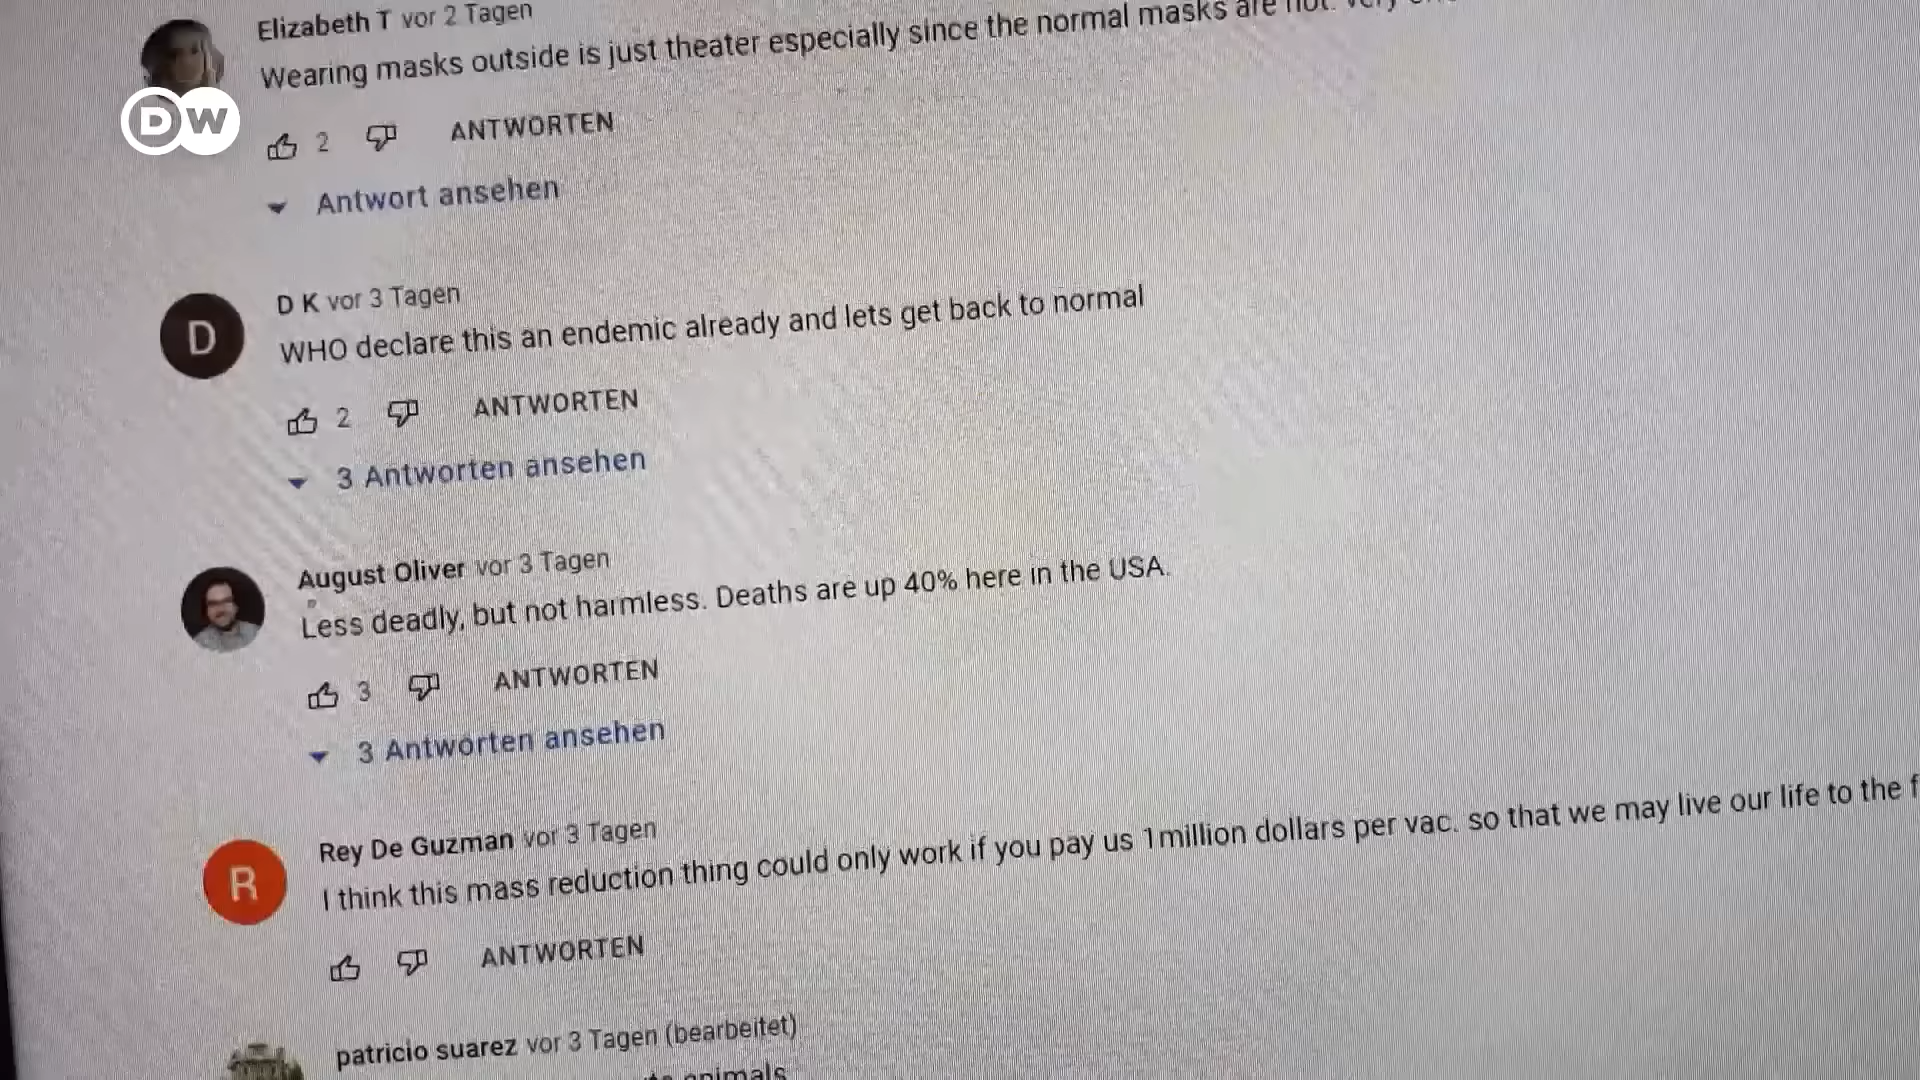 Elizabeth T vor 2 Tagen
Wearing masks outside is just theater especially since the normal masks are not.
DW
2 ANTWORTEN
Antwort ansehen
D
D K vor 3 Tagen
WHO declare this an endemic already and lets get back to normal
2 ANTWORTEN
3 Antworten ansehen
August Oliver vor 3 Tagen
Less deadly, but not harmless. Deaths are up 40% here in the USA.
3 ANTWORTEN
3 Antworten ansehen
R
Rey De Guzman vor 3 Tagen
I think this mass reduction thing could only work if you pay us 1million dollars per vac. so that we may live our life to the f
ANTWORTEN
patricio suarez vor 3 Tagen (bearbeitet)
animals